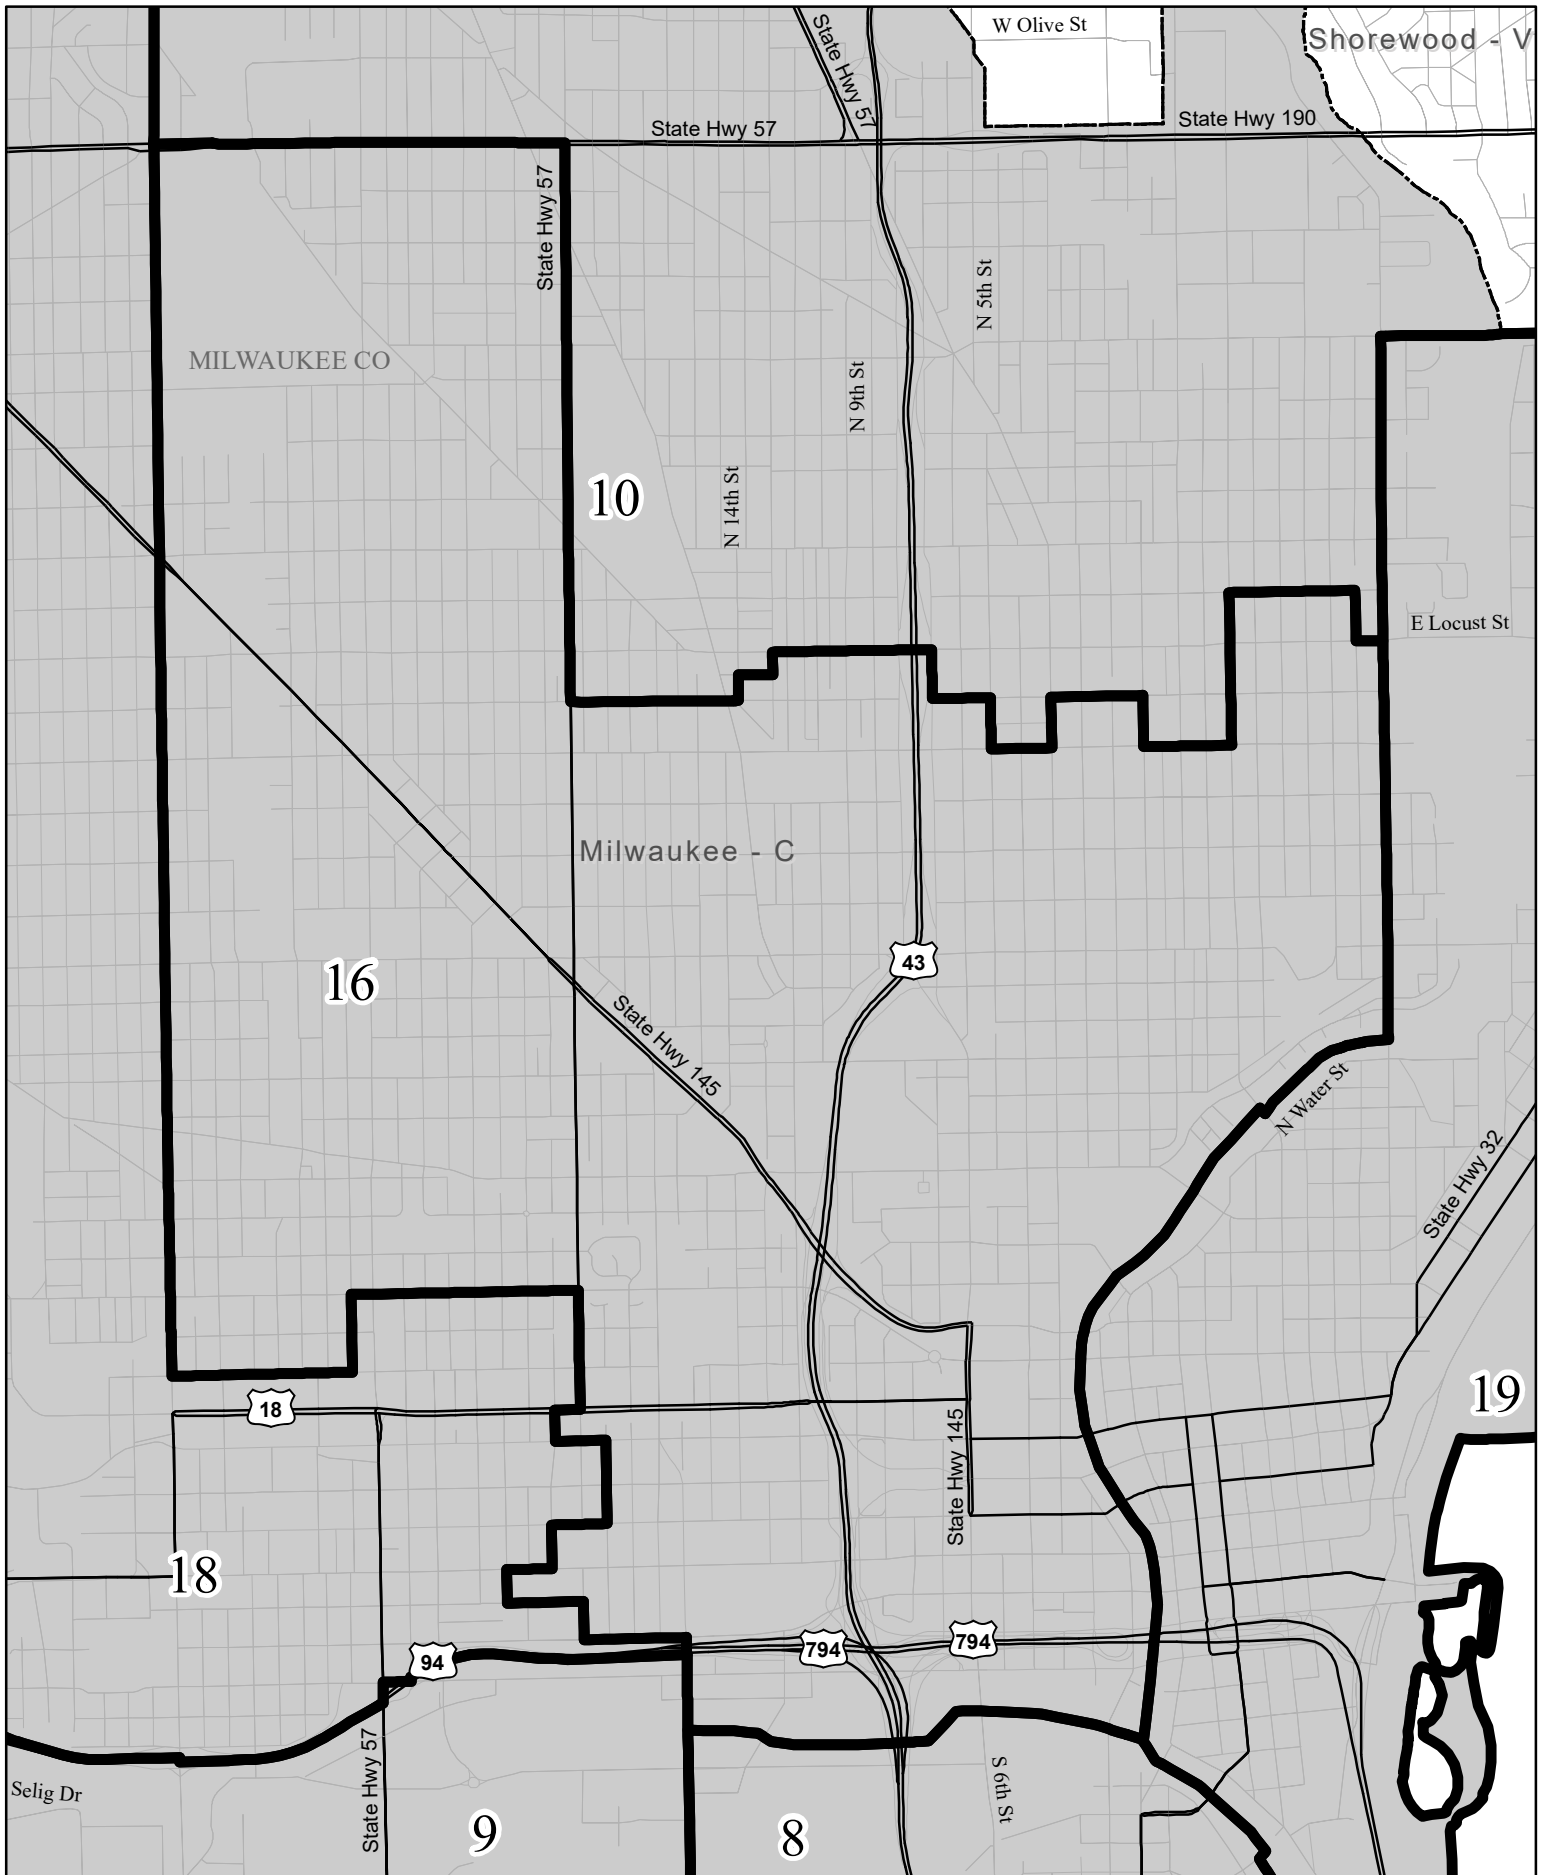 W Olive St
Shorewood - V
State Hwy 57
State Hwy 57
State Hwy 190
State Hwy 57
N 5th St
MILWAUKEE CO
N 9th St
10
N 14th St
E Locust St
Milwaukee - C
43
16
State Hwy 145
N Water St
State Hwy 32
19
18
State Hwy 145
18
94
794
794
State Hwy 57
S 6th St
Selig Dr
9
8